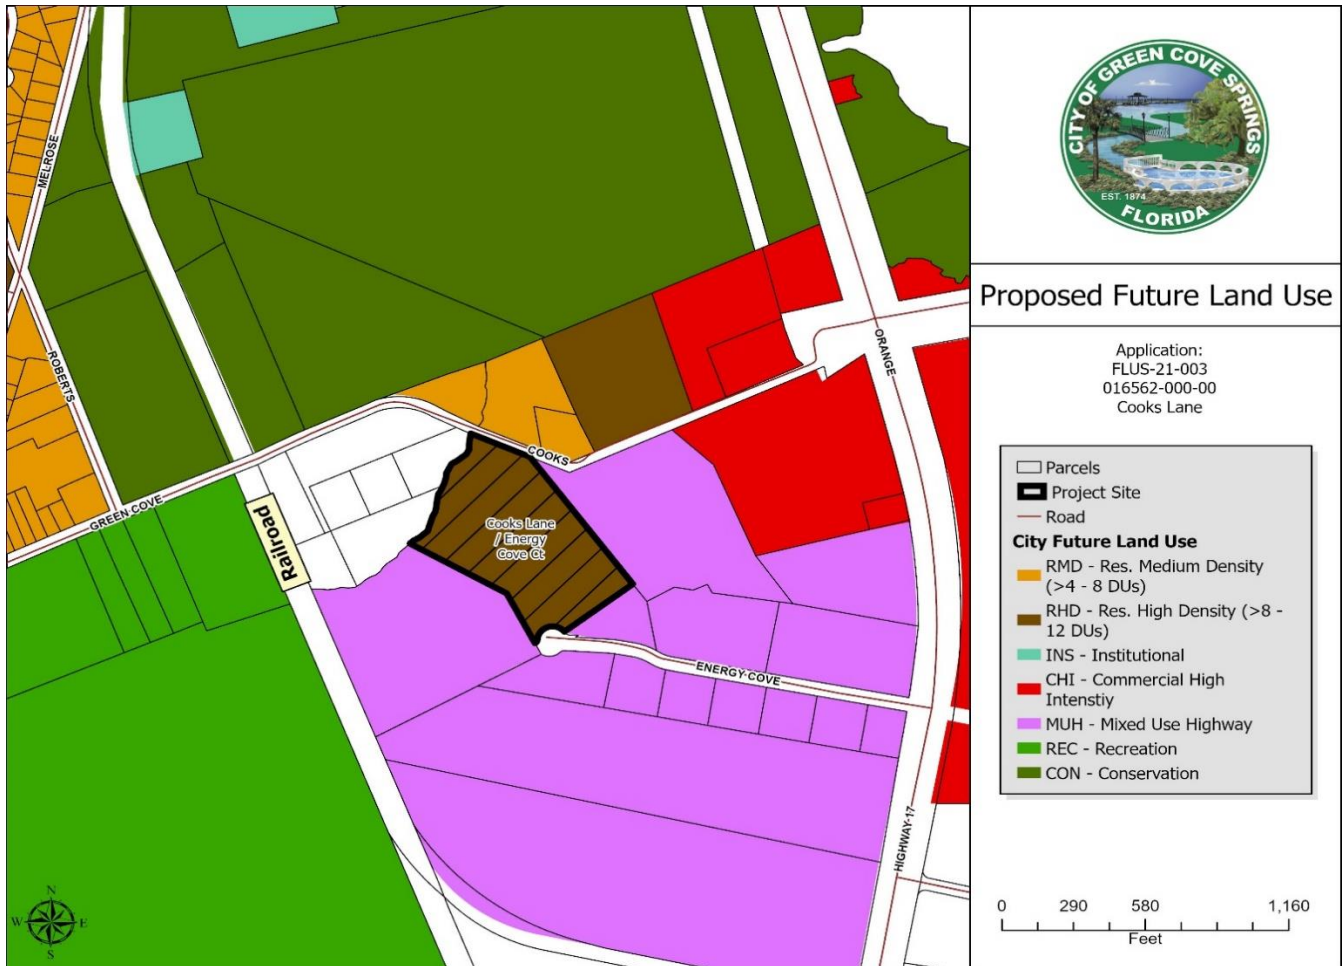 MELROSE
ROBERTS
GREEN COVE
Railroad
COOKS
Cooks Lane
/ Energy
Cove Ct
ENERGY COVE
ORANGE
HIGHWAY 17
N
W
E
S
CITY OF GREEN COVE SPRINGS
EST. 1874
FLORIDA
Proposed Future Land Use
Application:
FLUS-21-003
016562-000-00
Cooks Lane
Parcels
Project Site
Road
City Future Land Use
RMD - Res. Medium Density
(>4 - 8 DUs)
RHD - Res. High Density (>8 -
12 DUs)
INS - Institutional
CHI - Commercial High
Intenstiy
MUH - Mixed Use Highway
REC - Recreation
CON - Conservation
0 290 580 1,160
Feet